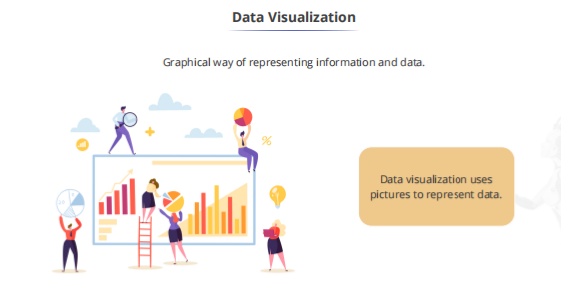 Data Visualization
Graphical way of representing information and data.
%
Data visualization uses
pictures to represent data.